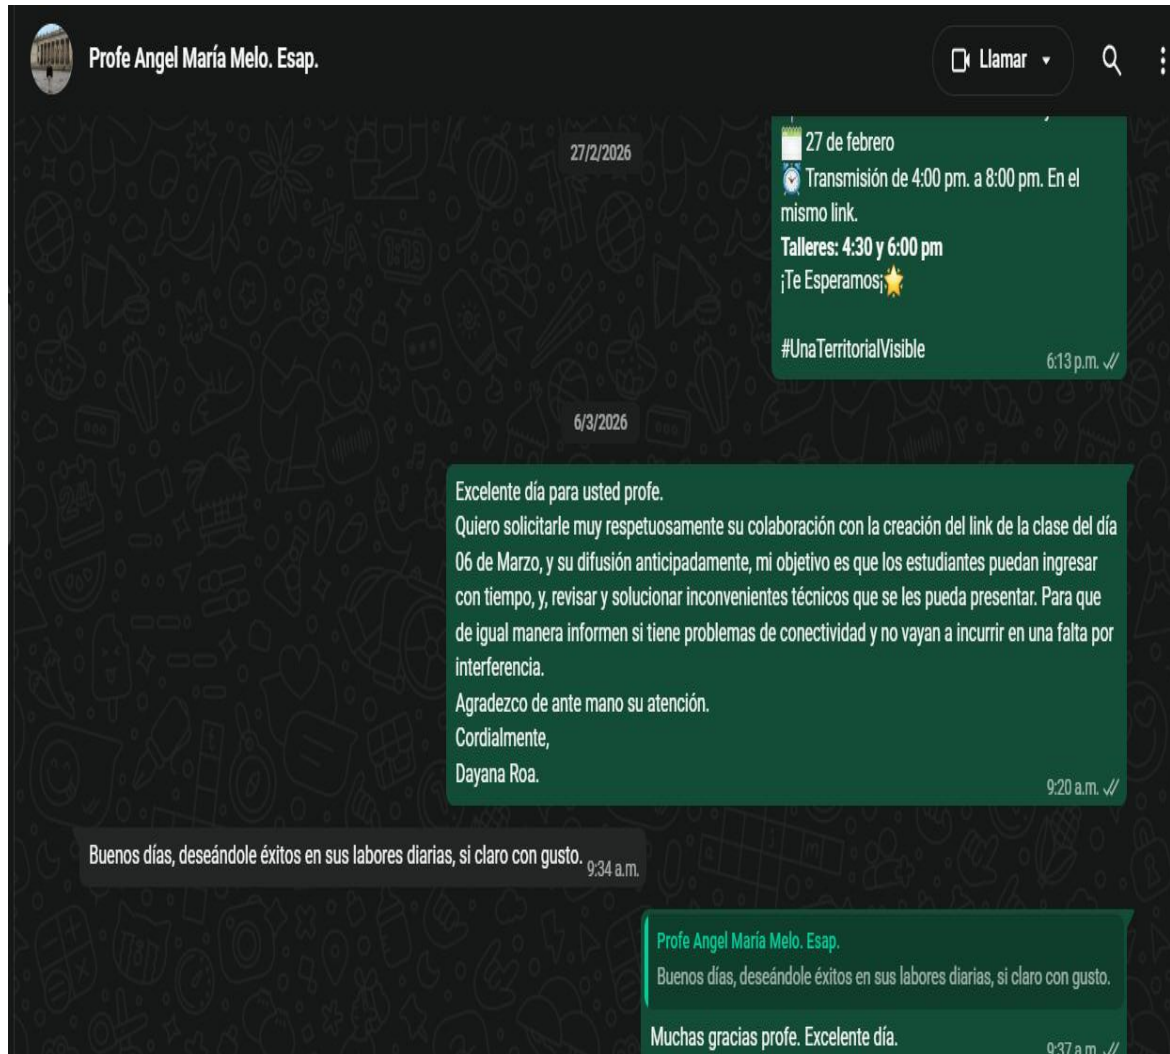 Profe Angel María Melo. Esap.
Llamar
27/2/2026
27 de febrero
Transmisión de 4:00 pm. a 8:00 pm. En el
mismo link.
Talleres: 4:30 y 6:00 pm
¡Te Esperamos¡
#UnaTerritorialVisible
6:13 p.m.
6/3/2026
Excelente día para usted profe.
Quiero solicitarle muy respetuosamente su colaboración con la creación del link de la clase del día
06 de Marzo, y su difusión anticipadamente, mi objetivo es que los estudiantes puedan ingresar
con tiempo, y, revisar y solucionar inconvenientes técnicos que se les pueda presentar. Para que
de igual manera informen si tiene problemas de conectividad y no vayan a incurrir en una falta por
interferencia.
Agradezco de ante mano su atención.
Cordialmente,
Dayana Roa.
9:20 a.m.
Buenos días, deseándole éxitos en sus labores diarias, si claro con gusto.
9:34 a.m.
Profe Angel María Melo. Esap.
Buenos días, deseándole éxitos en sus labores diarias, si claro con gusto.
Muchas gracias profe. Excelente día.
9:37 a.m.